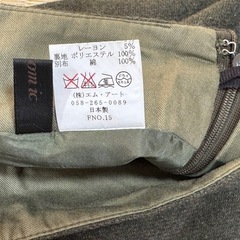 レーヨン 5%
裏地 ポリエステル 100%
別布 綿 100%
(株)エム・アート
058-265-0089
日本製
PNO.15
omic